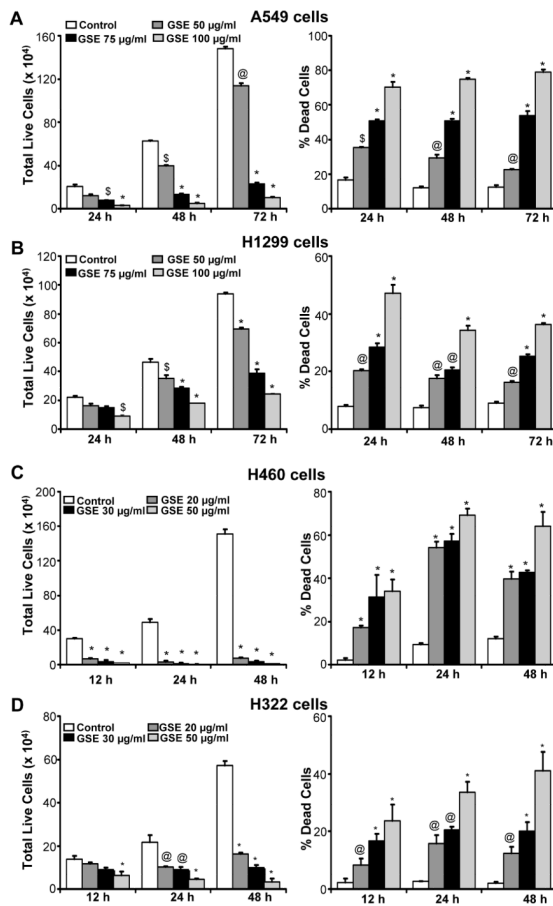 A
A549 cells
Control
GSE 50 µg/ml
GSE 75 µg/ml
GSE 100 µg/ml
Total Live Cells (x 10⁴)
160
120
80
40
0
@
$
$
*
*
*
*
*
24 h
48 h
72 h
% Dead Cells
100
80
60
40
20
0
$
*
*
@
*
*
@
*
*
24 h
48 h
72 h
B
H1299 cells
Control
GSE 50 µg/ml
GSE 75 µg/ml
GSE 100 µg/ml
Total Live Cells (x 10⁴)
120
100
80
60
40
20
0
$
$
*
*
*
*
*
24 h
48 h
72 h
% Dead Cells
60
40
20
0
@
*
*
@
@
*
@
*
*
24 h
48 h
72 h
C
H460 cells
Control
GSE 20 µg/ml
GSE 30 µg/ml
GSE 50 µg/ml
Total Live Cells (x 10⁴)
200
160
120
80
40
0
* * *
* * *
* * *
12 h
24 h
48 h
% Dead Cells
80
60
40
20
0
*
*
*
*
*
*
*
*
*
12 h
24 h
48 h
D
H322 cells
Control
GSE 20 µg/ml
GSE 30 µg/ml
GSE 50 µg/ml
Total Live Cells (x 10⁴)
80
60
40
20
0
*
@
@
*
*
*
*
12 h
24 h
48 h
% Dead Cells
60
40
20
0
@
*
*
@
@
*
@
*
*
12 h
24 h
48 h